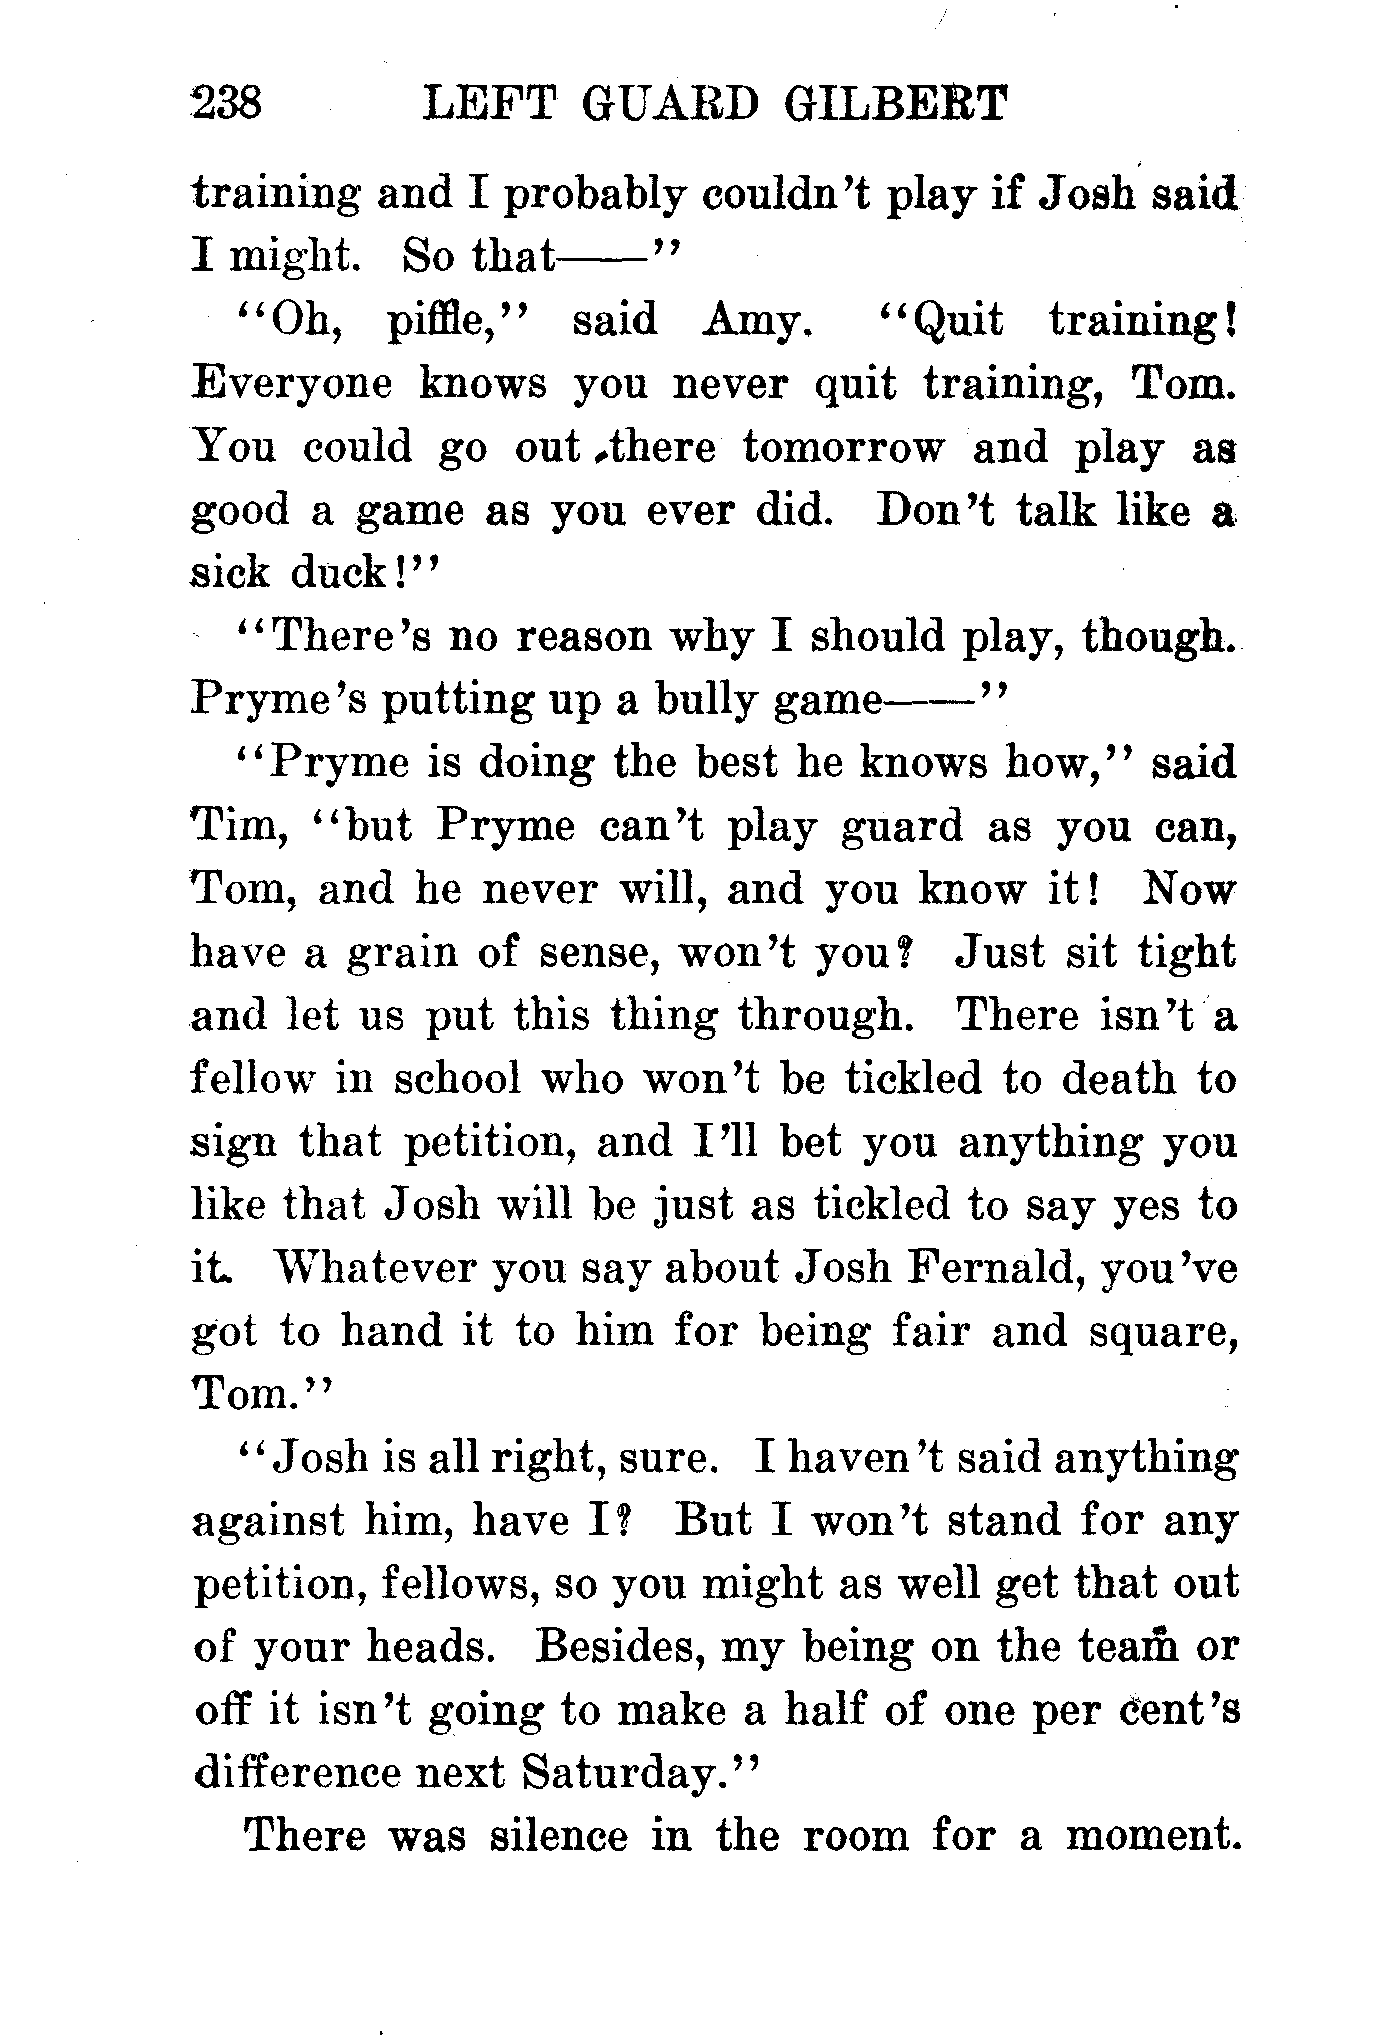 238 LEFT GUARD GILBERT
training and I probably couldn't play if Josh said
I might. So that——"
"Oh, piffle," said Amy. "Quit training!
Everyone knows you never quit training, Tom.
You could go out there tomorrow and play as
good a game as you ever did. Don't talk like a
sick duck!"
"There's no reason why I should play, though.
Pryme's putting up a bully game——"
"Pryme is doing the best he knows how," said
Tim, "but Pryme can't play guard as you can,
Tom, and he never will, and you know it! Now
have a grain of sense, won't you? Just sit tight
and let us put this thing through. There isn't a
fellow in school who won't be tickled to death to
sign that petition, and I'll bet you anything you
like that Josh will be just as tickled to say yes to
it. Whatever you say about Josh Fernald, you've
got to hand it to him for being fair and square,
Tom."
"Josh is all right, sure. I haven't said anything
against him, have I? But I won't stand for any
petition, fellows, so you might as well get that out
of your heads. Besides, my being on the team or
off it isn't going to make a half of one per cent's
difference next Saturday."
There was silence in the room for a moment.